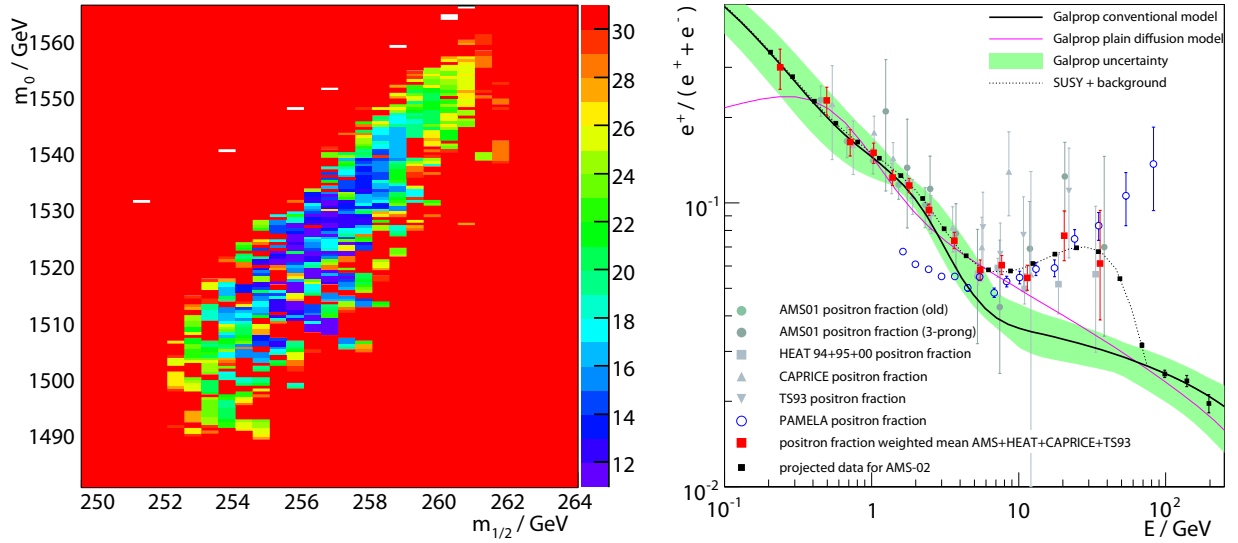 m₀ / GeV
1560
1550
1540
1530
1520
1510
1500
1490
250
252
254
256
258
260
262
264
m₁/₂ / GeV
30
28
26
24
22
20
18
16
14
12
e⁺ / ( e⁺ + e⁻ )
10⁻¹
10⁻²
Galprop conventional model
Galprop plain diffusion model
Galprop uncertainty
SUSY + background
AMS01 positron fraction (old)
AMS01 positron fraction (3-prong)
HEAT 94+95+00 positron fraction
CAPRICE positron fraction
TS93 positron fraction
PAMELA positron fraction
positron fraction weighted mean AMS+HEAT+CAPRICE+TS93
projected data for AMS-02
10⁻¹
1
10
10²
E / GeV